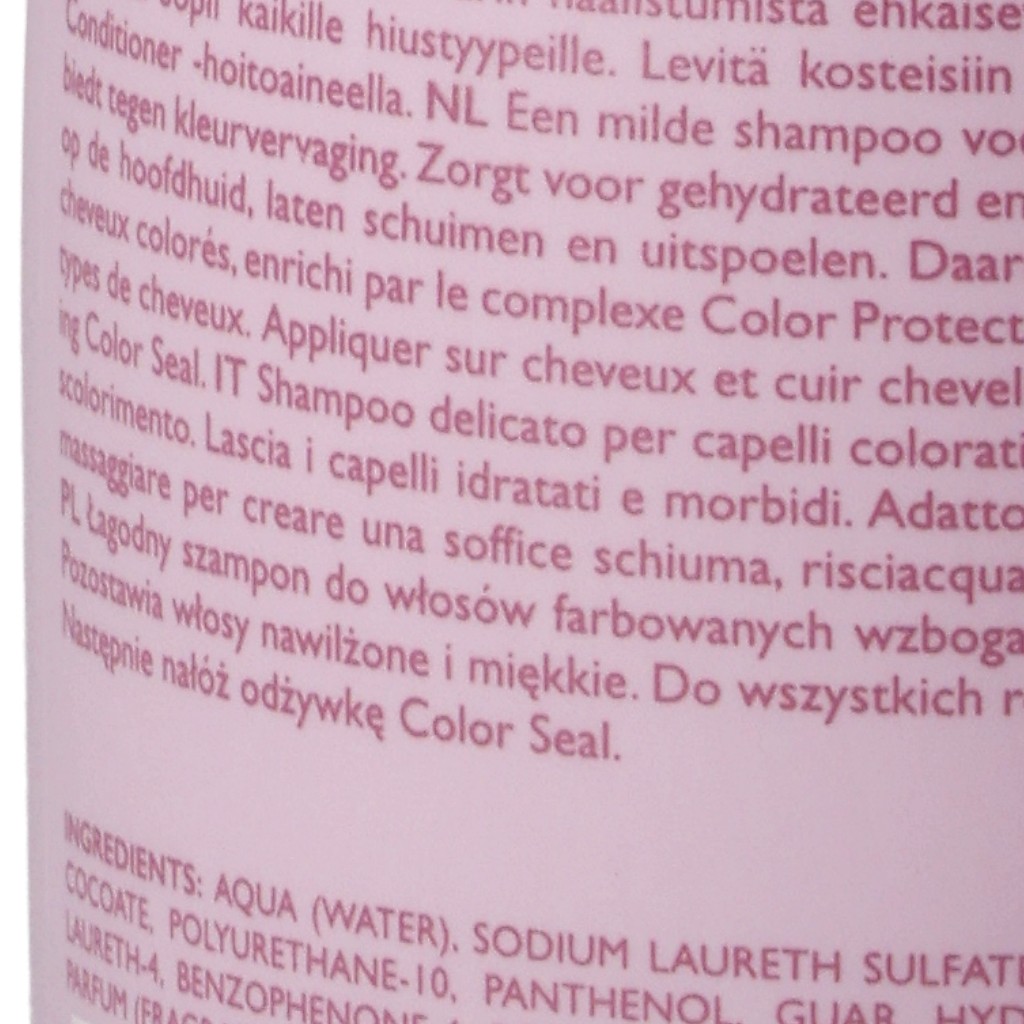 sopii kaikille hiustyypeille. Levitä kosteisiin
Conditioner -hoitoaineella. NL Een milde shampoo
biedt tegen kleurvervaging. Zorgt voor gehydrateerd en
op de hoofdhuid, laten schuimen en uitspoelen. Daar
cheveux colorés, enrichi par le complexe Color Protect
types de cheveux. Appliquer sur cheveux et cuir chevel
ing Color Seal. IT Shampoo delicato per capelli colorati
scolorimento. Lascia i capelli idratati e morbidi. Adatto
massaggiare per creare una soffice schiuma, risciacqua
PL Łagodny szampon do włosów farbowanych wzboga
Pozostawia włosy nawilżone i miękkie. Do wszystkich
Następnie nałóż odżywkę Color Seal.
INGREDIENTS: AQUA (WATER), SODIUM LAURETH SULFATE
COCOATE, POLYURETHANE-10, PANTHENOL, GUAR HYD
LAURETH-4, BENZOPHENONE
PARFUM (FRAG